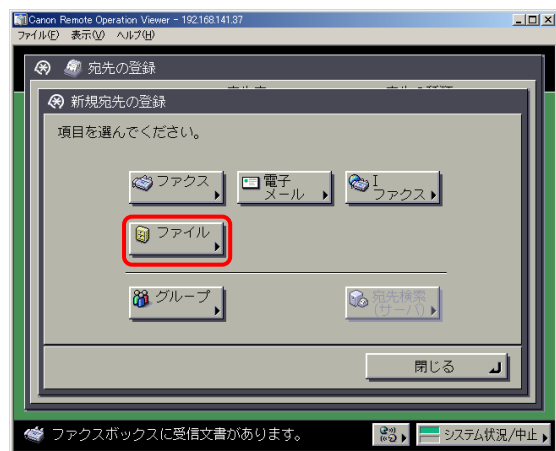 Canon Remote Operation Viewer - 192.168.141.37
ファイル(F) 表示(V) ヘルプ(H)
宛先の登録
新規宛先の登録
項目を選んでください。
ファクス
電子
メール
I
ファクス
ファイル
グループ
宛先検索
(サーバ)
閉じる
ファクスボックスに受信文書があります。
システム状況/中止